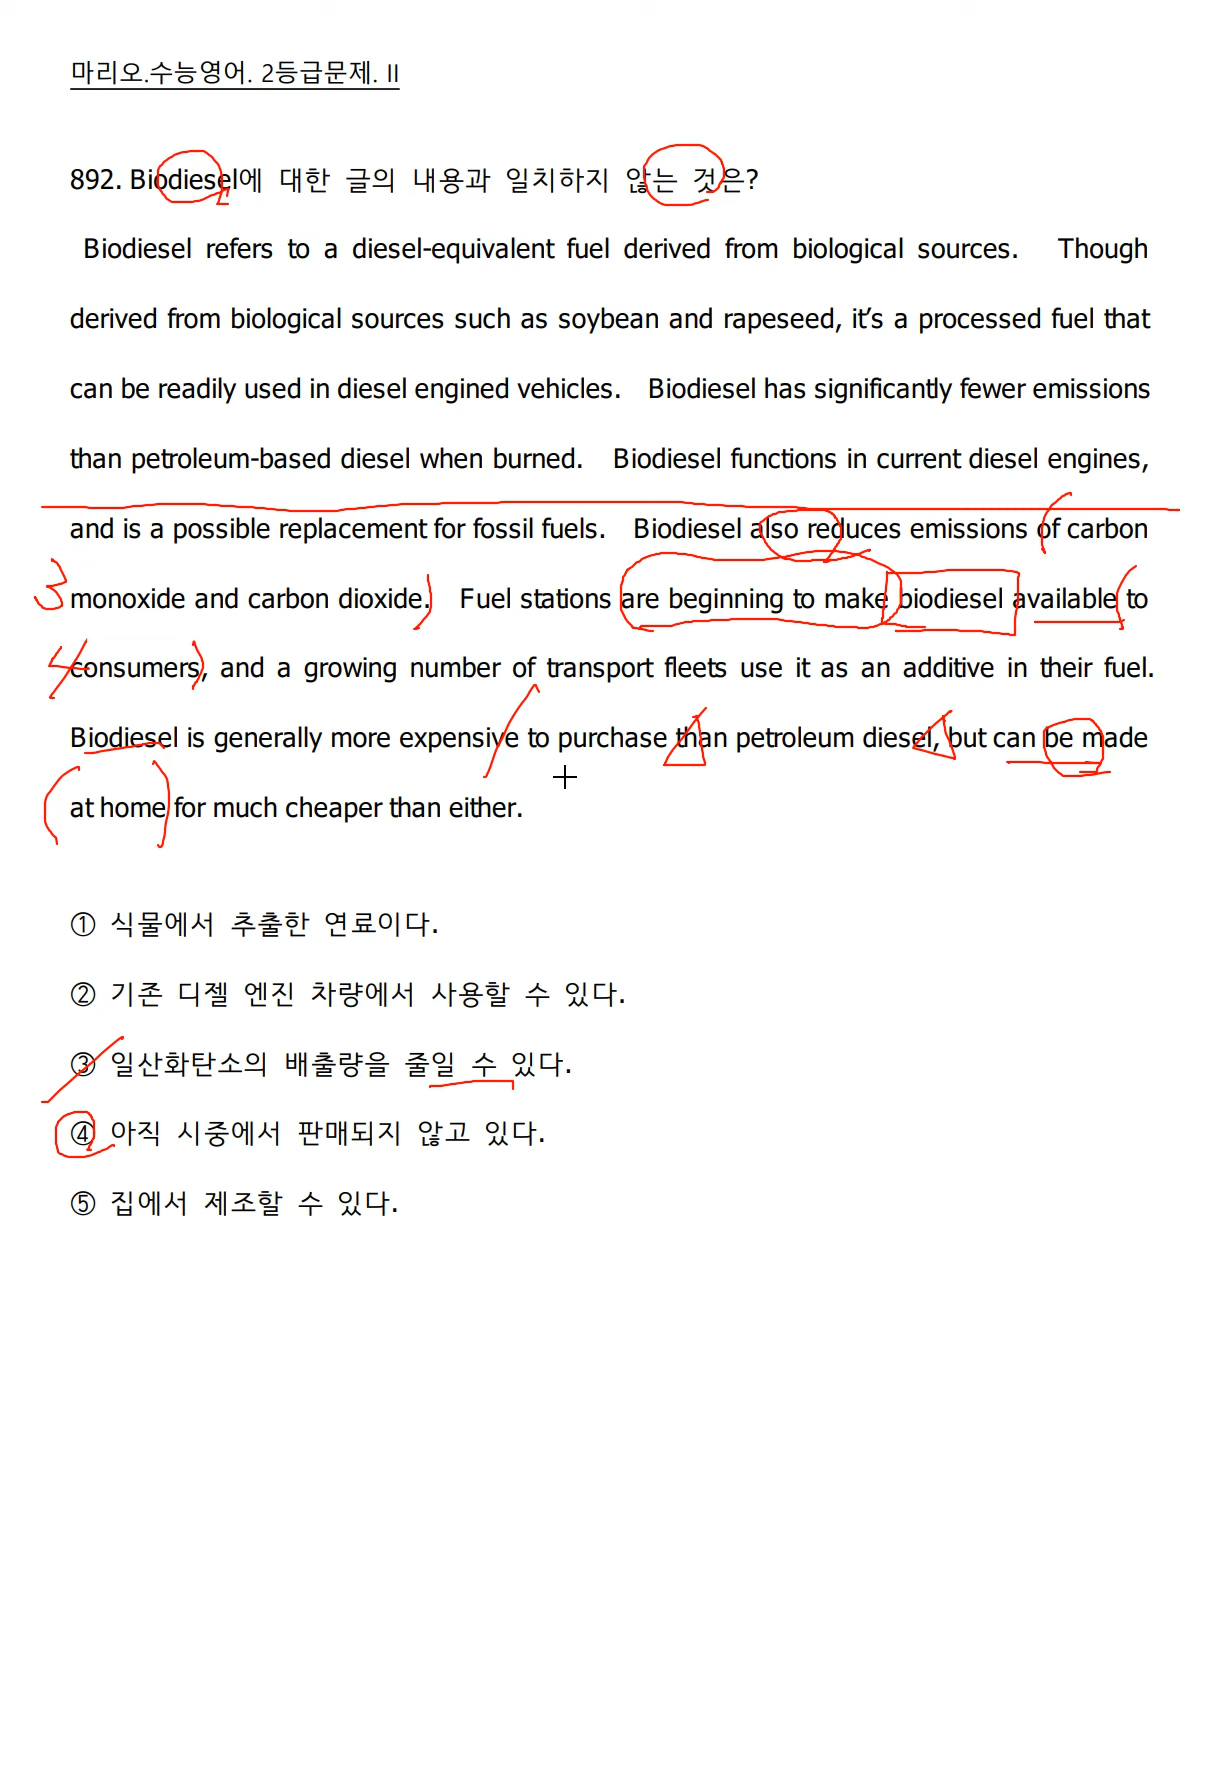 마리오.수능영어. 2등급문제. II
892. Biodiesel에 대한 글의 내용과 일치하지 않는 것은?
Biodiesel refers to a diesel-equivalent fuel derived from biological sources. Though
derived from biological sources such as soybean and rapeseed, it’s a processed fuel that
can be readily used in diesel engined vehicles. Biodiesel has significantly fewer emissions
than petroleum-based diesel when burned. Biodiesel functions in current diesel engines,
and is a possible replacement for fossil fuels. Biodiesel also reduces emissions of carbon
3 monoxide and carbon dioxide. Fuel stations are beginning to make biodiesel available to
4 consumers, and a growing number of transport fleets use it as an additive in their fuel.
Biodiesel is generally more expensive to purchase than petroleum diesel, but can be made
at home for much cheaper than either.
① 식물에서 추출한 연료이다.
② 기존 디젤 엔진 차량에서 사용할 수 있다.
③ 일산화탄소의 배출량을 줄일 수 있다.
④ 아직 시중에서 판매되지 않고 있다.
⑤ 집에서 제조할 수 있다.